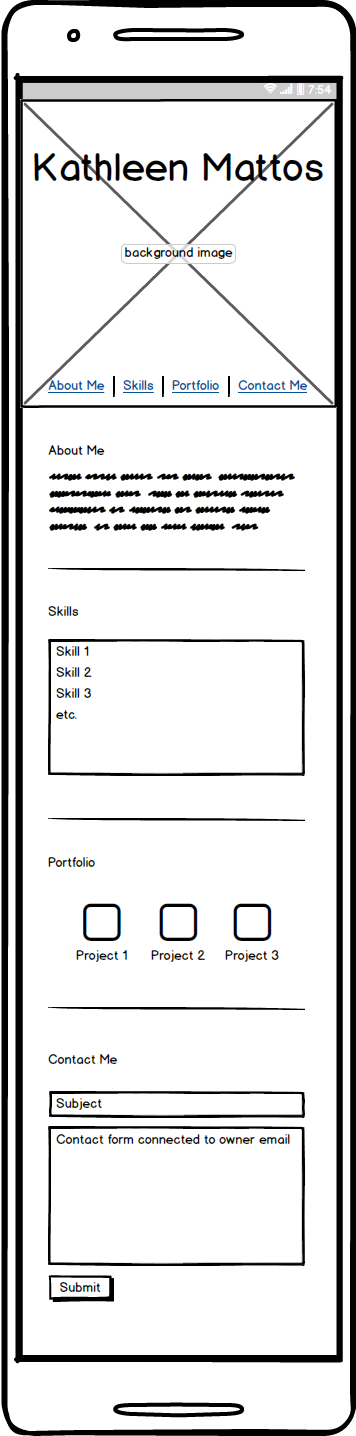 7:54
Kathleen Mattos
background image
About Me | Skills | Portfolio | Contact Me
About Me
Skills
Skill 1
Skill 2
Skill 3
etc.
Portfolio
Project 1 Project 2 Project 3
Contact Me
Subject
Contact form connected to owner email
Submit